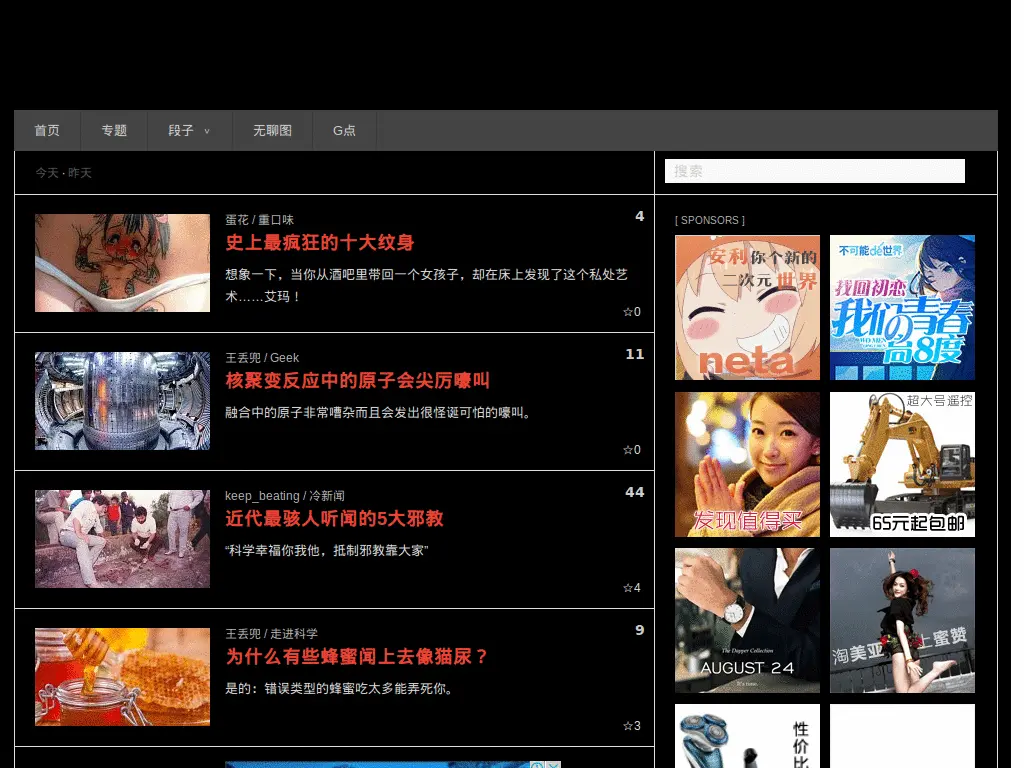 首页 专题 段子 v 无聊图 G点
今天 · 昨天
搜索
蛋花 / 重口味
4
史上最疯狂的十大纹身
想象一下，当你从酒吧里带回一个女孩子，却在床上发现了这个私处艺
术……艾玛！
☆0
王丢兜 / Geek
11
核聚变反应中的原子会尖厉嚎叫
融合中的原子非常嘈杂而且会发出很怪诞可怕的嚎叫。
☆0
keep_beating / 冷新闻
44
近代最骇人听闻的5大邪教
“科学幸福你我他，抵制邪教靠大家”
☆4
王丢兜 / 走进科学
9
为什么有些蜂蜜闻上去像猫尿？
是的：错误类型的蜂蜜吃太多能弄死你。
☆3
[ SPONSORS ]
安利你个新的
二次元世界
neta
不可能de世界
找回初恋
我们の青春
高8度
发现值得买
超大号遥控
65元起包邮
The Dapper Collection
AUGUST 24
It's time.
淘美亚 上蜜赞
性价比